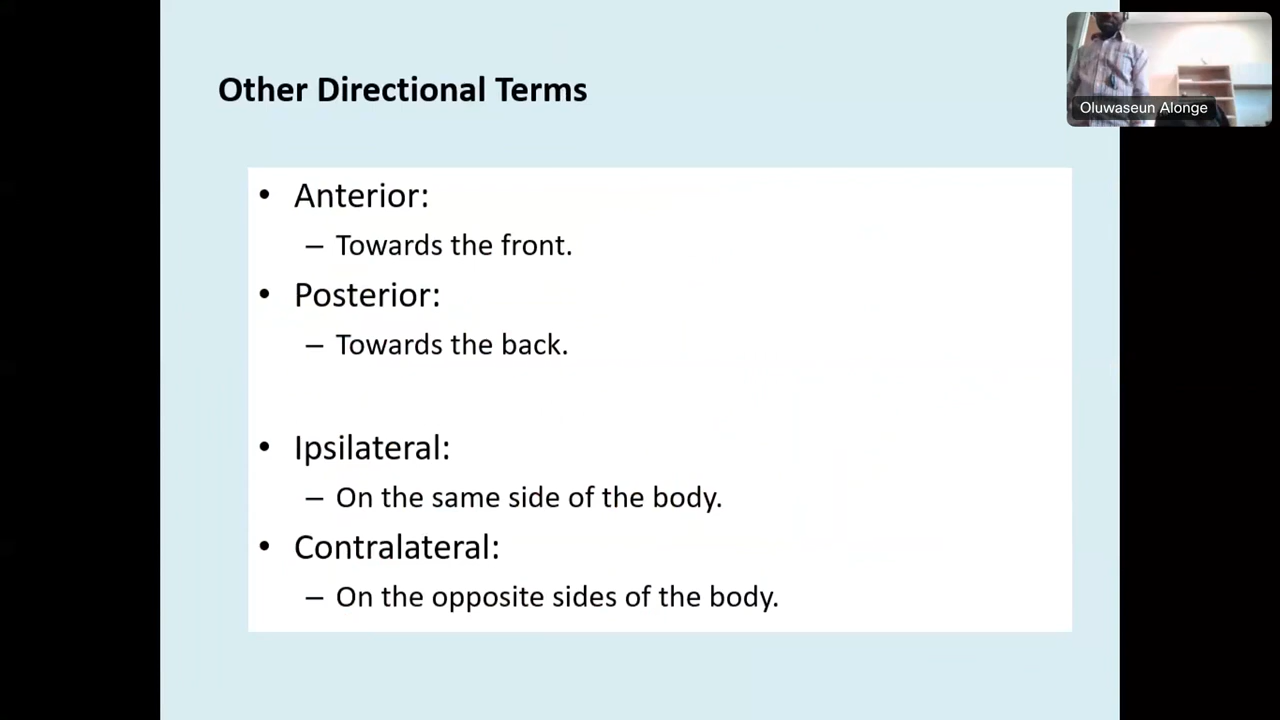 Other Directional Terms
Oluwaseun Alonge
• Anterior:
– Towards the front.
• Posterior:
– Towards the back.
• Ipsilateral:
– On the same side of the body.
• Contralateral:
– On the opposite sides of the body.